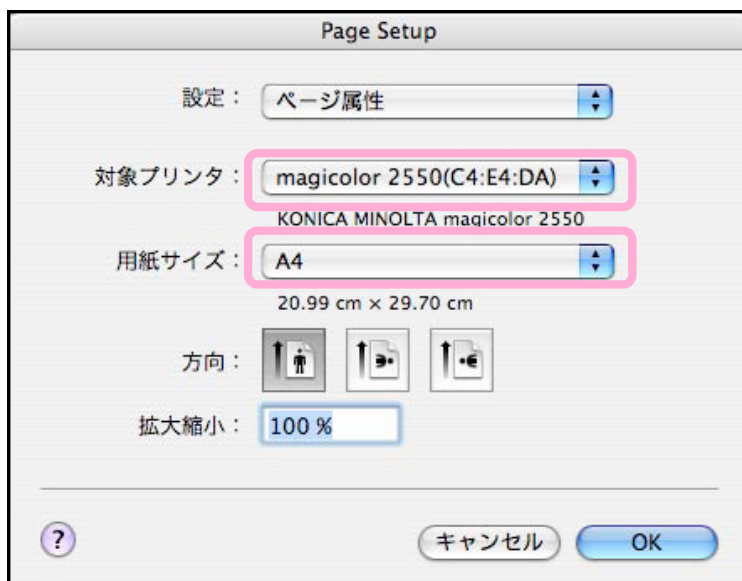 Page Setup
設定： ページ属性
対象プリンタ： magicolor 2550(C4:E4:DA)
KONICA MINOLTA magicolor 2550
用紙サイズ： A4
20.99 cm × 29.70 cm
方向：
拡大縮小： 100 %
? キャンセル OK